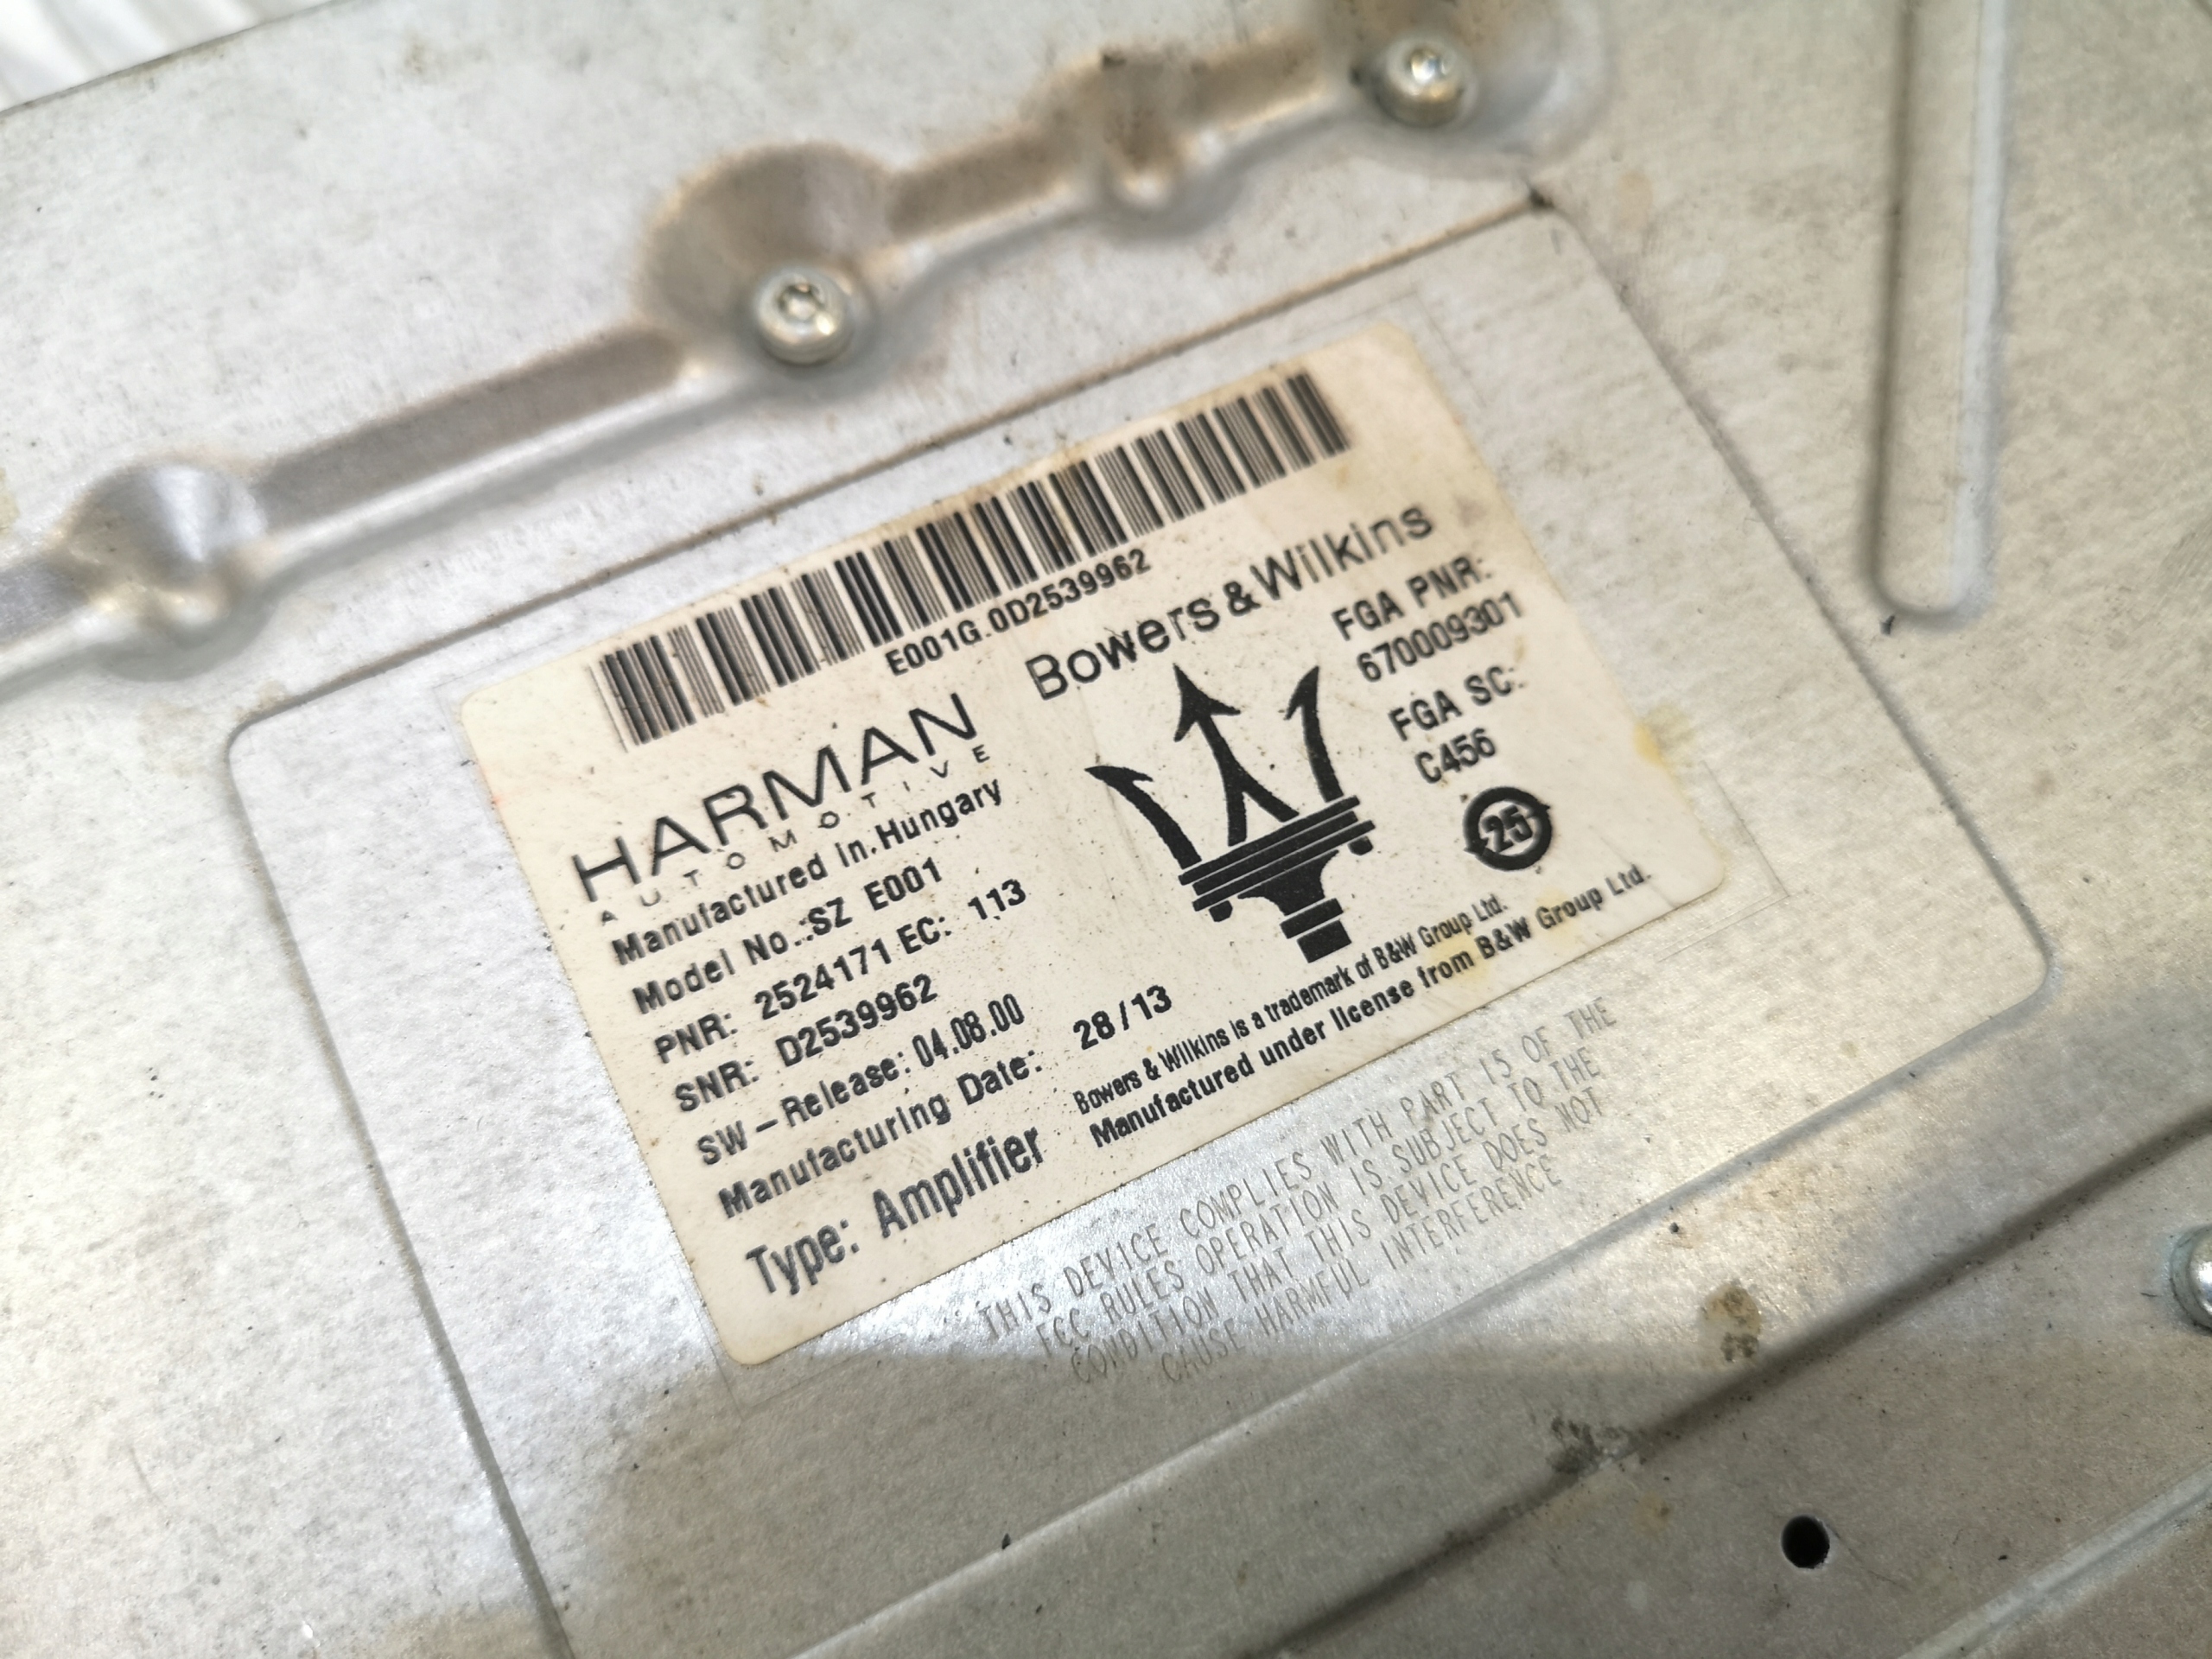 E001G.0D2539962
HARMAN
AUTOMOTIVE
Manufactured In.Hungary
Model No.:SZ E001
PNR: 2524171 EC: 113
SNR: D2539962
SW-Release: 04.08.00
Manufacturing Date: 28/13
Type: Amplifier
Bowers & Wilkins
FGA PNR:
670009301
FGA SC:
C456
25
Bowers & Wilkins is a trademark of B&W Group Ltd.
Manufactured under license from B&W Group Ltd.
THIS DEVICE COMPLIES WITH PART 15 OF THE
FCC RULES OPERATION IS SUBJECT TO THE
CONDITION THAT THIS DEVICE DOES NOT
CAUSE HARMFUL INTERFERENCE